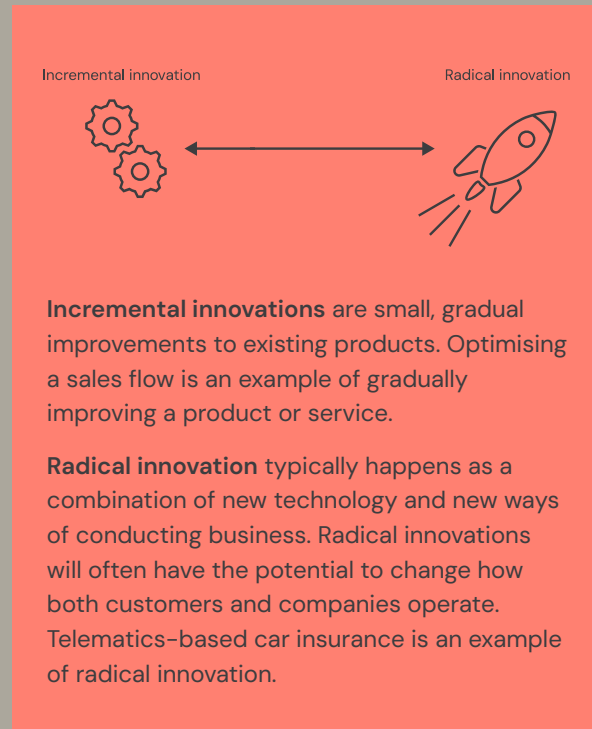 Incremental innovation
Radical innovation
Incremental innovations are small, gradual
improvements to existing products. Optimising
a sales flow is an example of gradually
improving a product or service.
Radical innovation typically happens as a
combination of new technology and new ways
of conducting business. Radical innovations
will often have the potential to change how
both customers and companies operate.
Telematics-based car insurance is an example
of radical innovation.